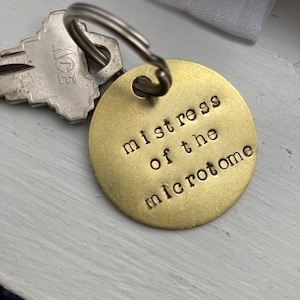 ACE
mistress
of the
microtome